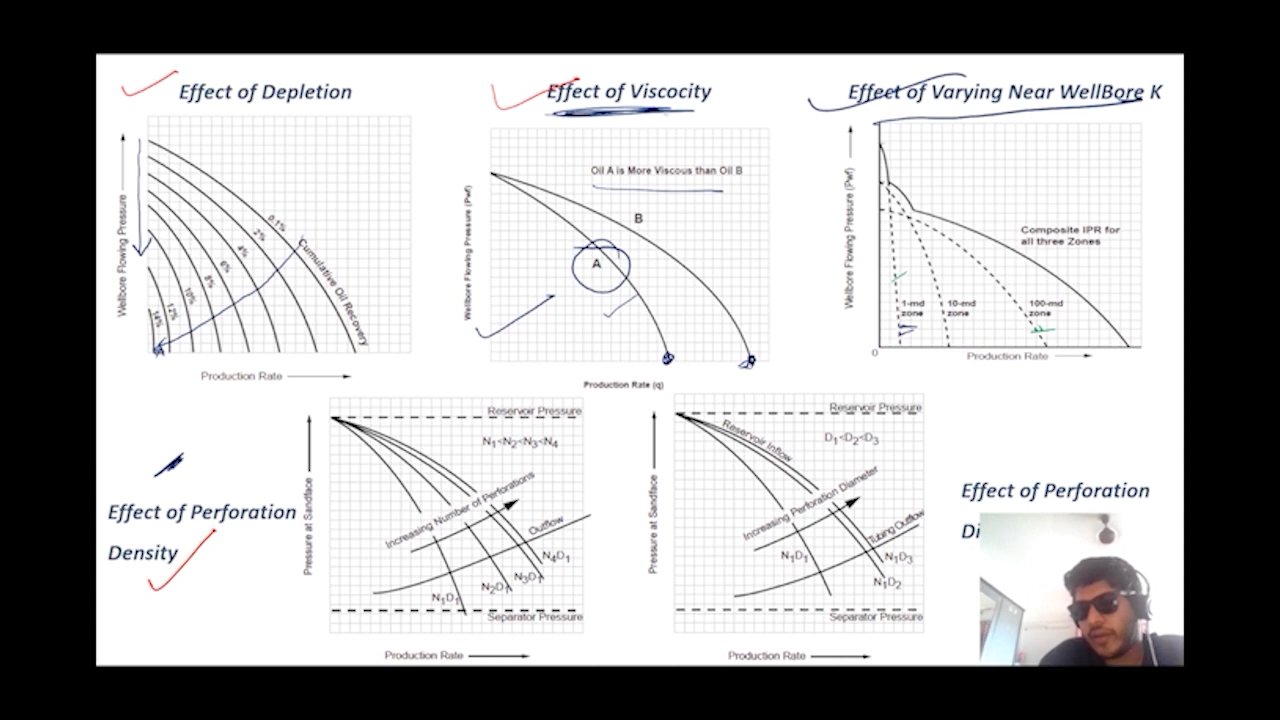 Effect of Depletion
Effect of Viscocity
Effect of Varying Near WellBore K
Wellbore Flowing Pressure
0.1%
2%
4%
6%
8%
10%
12%
14%
Cumulative Oil Recovery
Production Rate
Wellbore Flowing Pressure (Pwf)
Oil A is More Viscous than Oil B
B
A
Production Rate (q)
Wellbore Flowing Pressure (Pwf)
Composite IPR for
all three Zones
1-md
zone
10-md
zone
100-md
zone
0
Production Rate
Effect of Perforation
Density
Pressure at Sandface
Reservoir Pressure
N1<N2<N3<N4
Increasing Number of Perforations
Outflow
N4D1
N3D1
N2D1
N1D1
Separator Pressure
Production Rate
Pressure at Sandface
Reservoir Pressure
Reservoir Inflow
D1<D2<D3
Increasing Perforation Diameter
Tubing Outflow
N1D1
N1D3
N1D2
Separator Pressure
Production Rate
Effect of Perforation